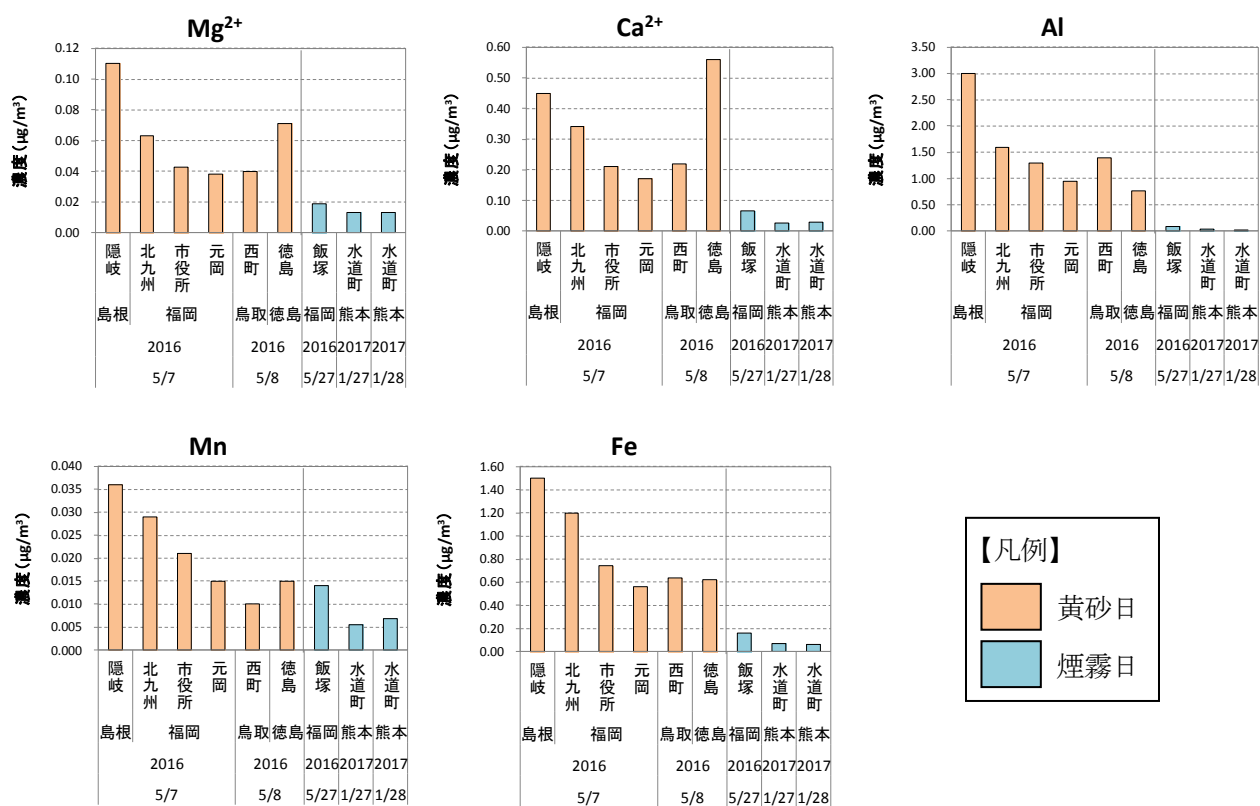 Mg²⁺
濃度(μg/m³)
0.12
0.10
0.08
0.06
0.04
0.02
0.00
隠岐 北九州 市役所 元岡 西町 徳島 飯塚 水道町 水道町
島根 福岡 鳥取 徳島 福岡 熊本 熊本
2016 2016 2016 2017 2017
5/7 5/8 5/27 1/27 1/28
Ca²⁺
濃度(μg/m³)
0.60
0.50
0.40
0.30
0.20
0.10
0.00
隠岐 北九州 市役所 元岡 西町 徳島 飯塚 水道町 水道町
島根 福岡 鳥取 徳島 福岡 熊本 熊本
2016 2016 2016 2017 2017
5/7 5/8 5/27 1/27 1/28
Al
濃度(μg/m³)
3.50
3.00
2.50
2.00
1.50
1.00
0.50
0.00
隠岐 北九州 市役所 元岡 西町 徳島 飯塚 水道町 水道町
島根 福岡 鳥取 徳島 福岡 熊本 熊本
2016 2016 2016 2017 2017
5/7 5/8 5/27 1/27 1/28
Mn
濃度(μg/m³)
0.040
0.035
0.030
0.025
0.020
0.015
0.010
0.005
0.000
隠岐 北九州 市役所 元岡 西町 徳島 飯塚 水道町 水道町
島根 福岡 鳥取 徳島 福岡 熊本 熊本
2016 2016 2016 2017 2017
5/7 5/8 5/27 1/27 1/28
Fe
濃度(μg/m³)
1.60
1.40
1.20
1.00
0.80
0.60
0.40
0.20
0.00
隠岐 北九州 市役所 元岡 西町 徳島 飯塚 水道町 水道町
島根 福岡 鳥取 徳島 福岡 熊本 熊本
2016 2016 2016 2017 2017
5/7 5/8 5/27 1/27 1/28
【凡例】
黄砂日
煙霧日